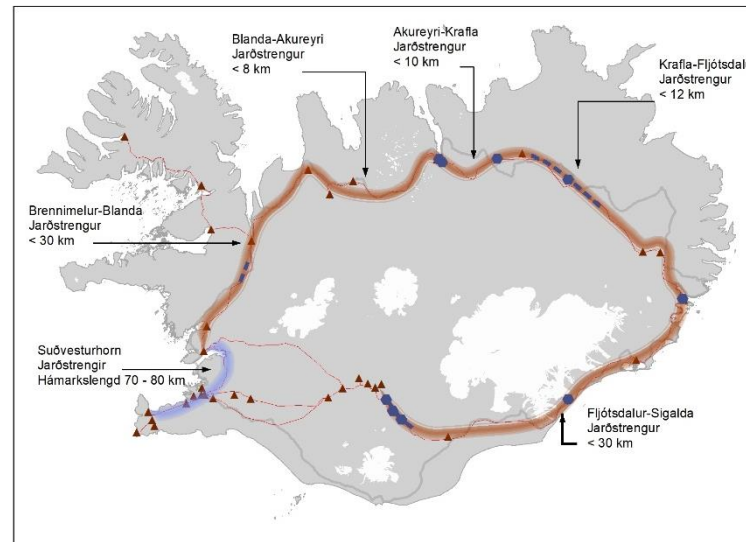 Blanda-Akureyri
Jarðstrengur
< 8 km
Akureyri-Krafla
Jarðstrengur
< 10 km
Krafla-Fljótsdalur
Jarðstrengur
< 12 km
Brennimelur-Blanda
Jarðstrengur
< 30 km
Suðvesturhorn
Jarðstrengir
Hámarkslengd 70 - 80 km
Fljótsdalur-Sigalda
Jarðstrengur
< 30 km